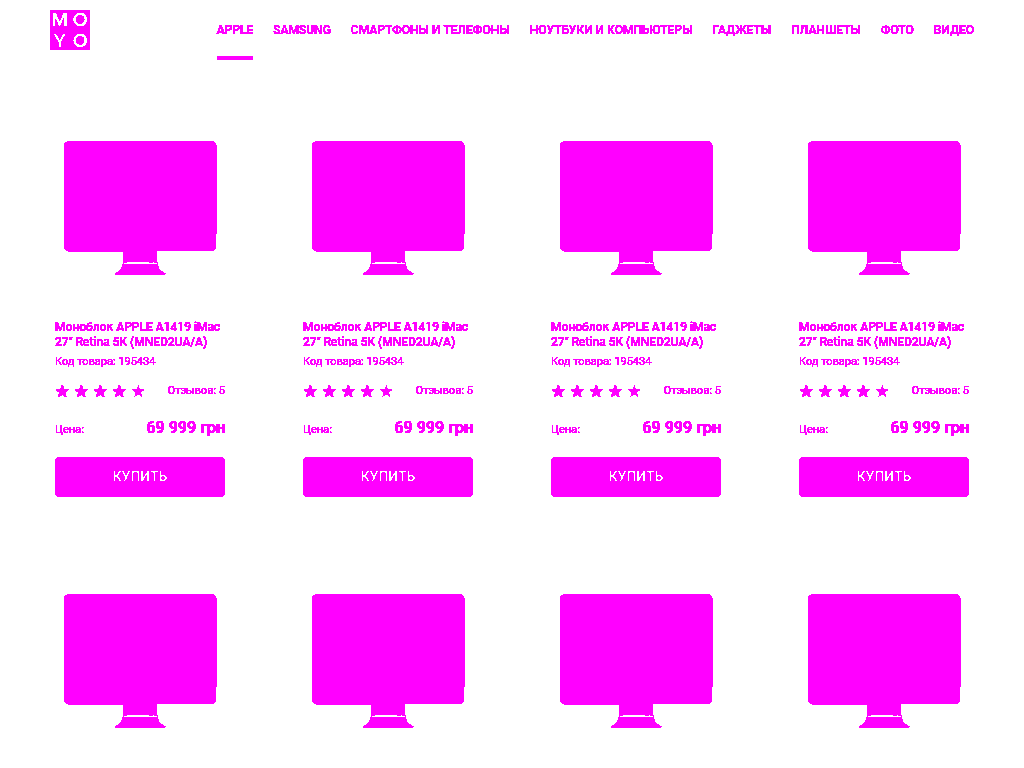 MO
YO
APPLE SAMSUNG СМАРТФОНЫ И ТЕЛЕФОНЫ НОУТБУКИ И КОМПЬЮТЕРЫ ГАДЖЕТЫ ПЛАНШЕТЫ ФОТО ВИДЕО
Моноблок APPLE A1419 iMac
27" Retina 5K (MNED2UA/A)
Код товара: 195434
Отзывов: 5
Цена: 69 999 грн
КУПИТЬ
Моноблок APPLE A1419 iMac
27" Retina 5K (MNED2UA/A)
Код товара: 195434
Отзывов: 5
Цена: 69 999 грн
КУПИТЬ
Моноблок APPLE A1419 iMac
27" Retina 5K (MNED2UA/A)
Код товара: 195434
Отзывов: 5
Цена: 69 999 грн
КУПИТЬ
Моноблок APPLE A1419 iMac
27" Retina 5K (MNED2UA/A)
Код товара: 195434
Отзывов: 5
Цена: 69 999 грн
КУПИТЬ